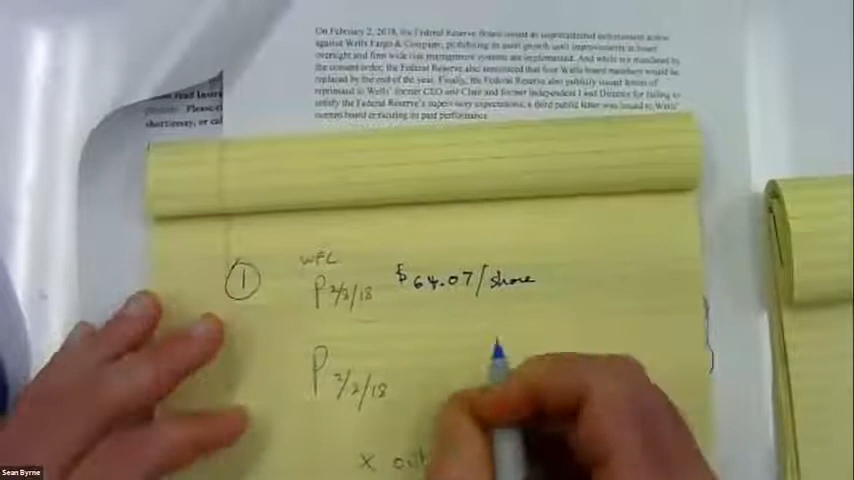 On February 2, 2018, the Federal Reserve Board issued an unprecedented enforcement action
against Wells Fargo & Company, prohibiting its asset growth until improvements in board
oversight and firm wide risk management systems are implemented. And while not mandated by
the consent order, the Federal Reserve also announced that four Wells board members would be
replaced by the end of the year. Finally, the Federal Reserve also publicly issued letters of
reprimand to Wells' former CEO and Chair and former Independent Lead Director for failing to
satisfy the Federal Reserve's supervisory expectations; a third public letter was issued to Wells'
current board criticizing its past performance.
read
Please
shortessay, or
1
WFC
P 2/2/18 $64.07/share
P 2/2/18
x
Sean Byrne